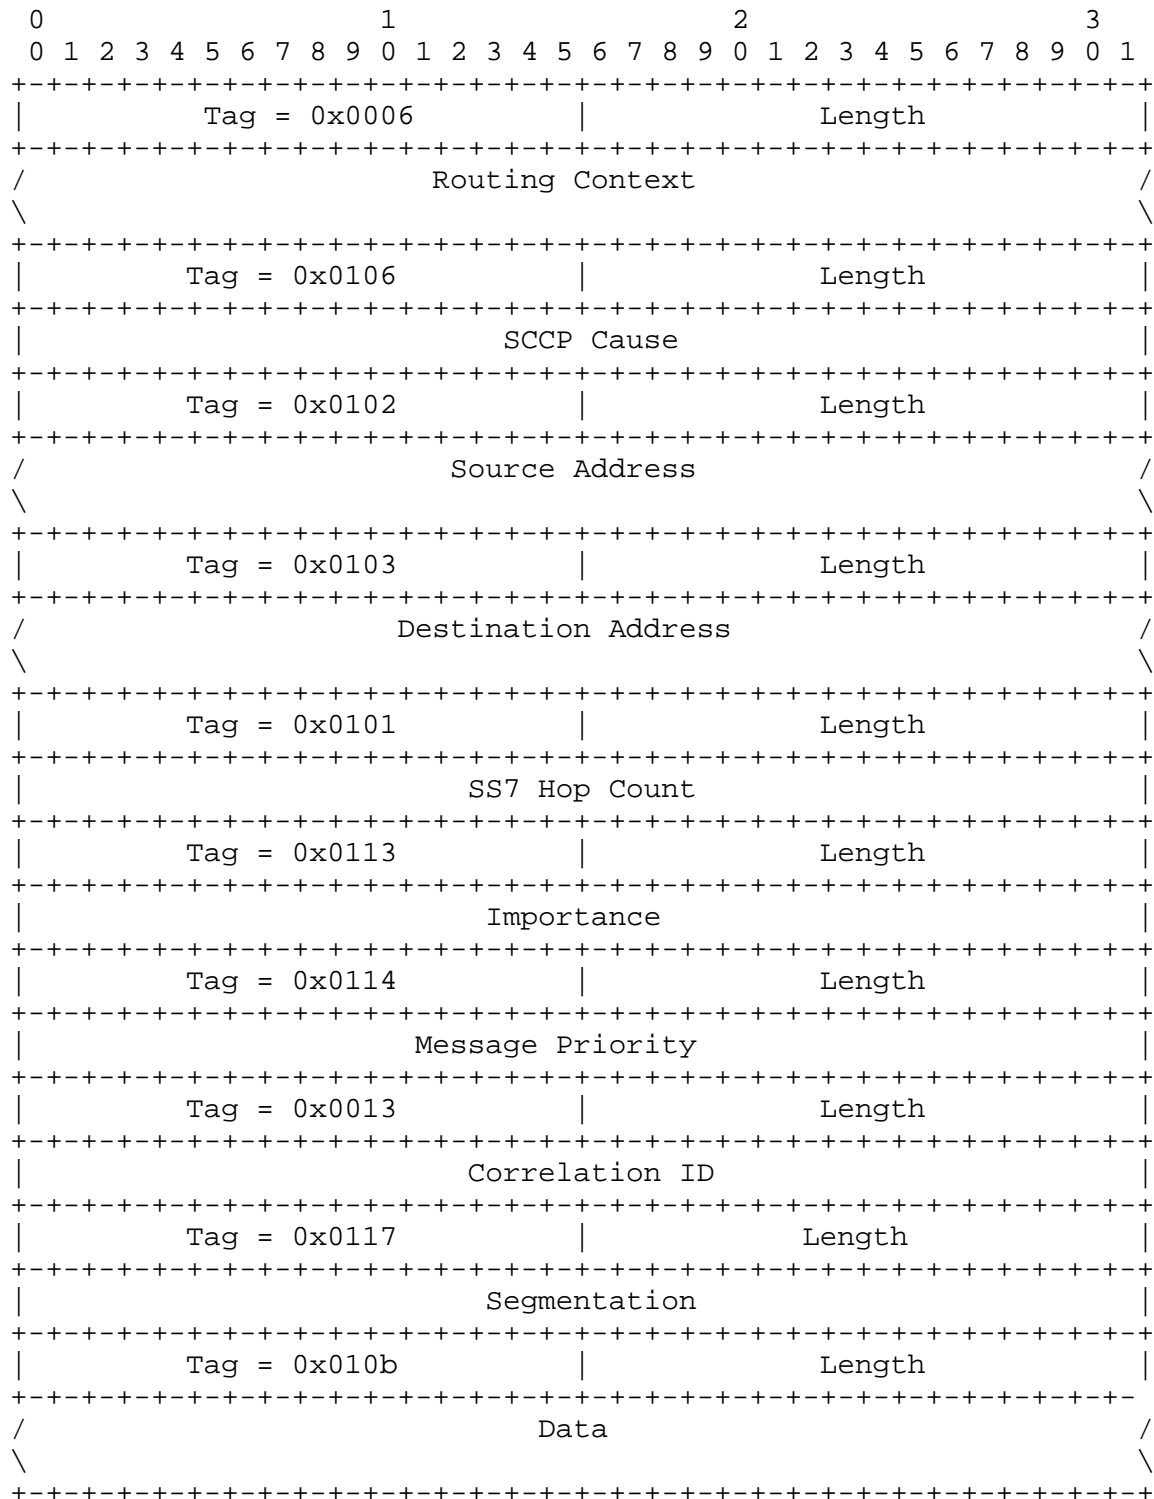 0                   1                   2                   3
 0 1 2 3 4 5 6 7 8 9 0 1 2 3 4 5 6 7 8 9 0 1 2 3 4 5 6 7 8 9 0 1
+-+-+-+-+-+-+-+-+-+-+-+-+-+-+-+-+-+-+-+-+-+-+-+-+-+-+-+-+-+-+-+-+
|          Tag = 0x0006         |             Length            |
+-+-+-+-+-+-+-+-+-+-+-+-+-+-+-+-+-+-+-+-+-+-+-+-+-+-+-+-+-+-+-+-+
/                       Routing Context                         /
\                                                               \
+-+-+-+-+-+-+-+-+-+-+-+-+-+-+-+-+-+-+-+-+-+-+-+-+-+-+-+-+-+-+-+-+
|         Tag = 0x0106          |             Length            |
+-+-+-+-+-+-+-+-+-+-+-+-+-+-+-+-+-+-+-+-+-+-+-+-+-+-+-+-+-+-+-+-+
|                           SCCP Cause                          |
+-+-+-+-+-+-+-+-+-+-+-+-+-+-+-+-+-+-+-+-+-+-+-+-+-+-+-+-+-+-+-+-+
|         Tag = 0x0102          |             Length            |
+-+-+-+-+-+-+-+-+-+-+-+-+-+-+-+-+-+-+-+-+-+-+-+-+-+-+-+-+-+-+-+-+
/                        Source Address                         /
\                                                               \
+-+-+-+-+-+-+-+-+-+-+-+-+-+-+-+-+-+-+-+-+-+-+-+-+-+-+-+-+-+-+-+-+
|         Tag = 0x0103          |             Length            |
+-+-+-+-+-+-+-+-+-+-+-+-+-+-+-+-+-+-+-+-+-+-+-+-+-+-+-+-+-+-+-+-+
/                     Destination Address                       /
\                                                               \
+-+-+-+-+-+-+-+-+-+-+-+-+-+-+-+-+-+-+-+-+-+-+-+-+-+-+-+-+-+-+-+-+
|         Tag = 0x0101          |             Length            |
+-+-+-+-+-+-+-+-+-+-+-+-+-+-+-+-+-+-+-+-+-+-+-+-+-+-+-+-+-+-+-+-+
|                         SS7 Hop Count                         |
+-+-+-+-+-+-+-+-+-+-+-+-+-+-+-+-+-+-+-+-+-+-+-+-+-+-+-+-+-+-+-+-+
|         Tag = 0x0113          |             Length            |
+-+-+-+-+-+-+-+-+-+-+-+-+-+-+-+-+-+-+-+-+-+-+-+-+-+-+-+-+-+-+-+-+
|                          Importance                           |
+-+-+-+-+-+-+-+-+-+-+-+-+-+-+-+-+-+-+-+-+-+-+-+-+-+-+-+-+-+-+-+-+
|         Tag = 0x0114          |             Length            |
+-+-+-+-+-+-+-+-+-+-+-+-+-+-+-+-+-+-+-+-+-+-+-+-+-+-+-+-+-+-+-+-+
|                      Message Priority                         |
+-+-+-+-+-+-+-+-+-+-+-+-+-+-+-+-+-+-+-+-+-+-+-+-+-+-+-+-+-+-+-+-+
|         Tag = 0x0013          |             Length            |
+-+-+-+-+-+-+-+-+-+-+-+-+-+-+-+-+-+-+-+-+-+-+-+-+-+-+-+-+-+-+-+-+
|                         Correlation ID                        |
+-+-+-+-+-+-+-+-+-+-+-+-+-+-+-+-+-+-+-+-+-+-+-+-+-+-+-+-+-+-+-+-+
|         Tag = 0x0117          |            Length             |
+-+-+-+-+-+-+-+-+-+-+-+-+-+-+-+-+-+-+-+-+-+-+-+-+-+-+-+-+-+-+-+-+
|                          Segmentation                         |
+-+-+-+-+-+-+-+-+-+-+-+-+-+-+-+-+-+-+-+-+-+-+-+-+-+-+-+-+-+-+-+-+
|         Tag = 0x010b          |             Length            |
+-+-+-+-+-+-+-+-+-+-+-+-+-+-+-+-+-+-+-+-+-+-+-+-+-+-+-+-+-+-+-+-
/                             Data                              /
\                                                               \
+-+-+-+-+-+-+-+-+-+-+-+-+-+-+-+-+-+-+-+-+-+-+-+-+-+-+-+-+-+-+-+-+